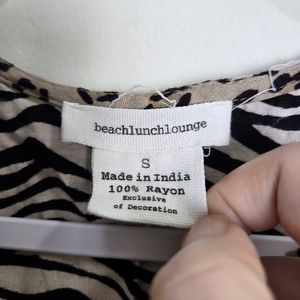 beachlunchlounge
S
Made in India
100% Rayon
Exclusive
of Decoration